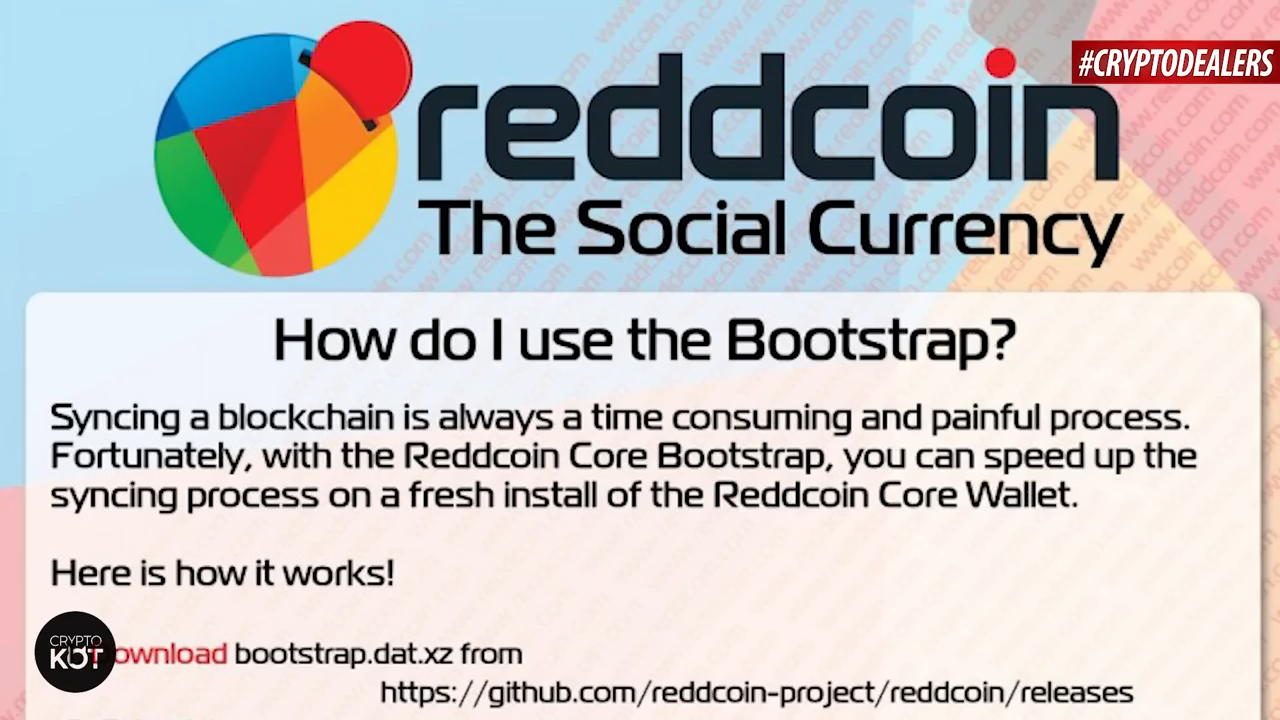 #CRYPTODEALERS
reddcoin
The Social Currency
How do I use the Bootstrap?
Syncing a blockchain is always a time consuming and painful process.
Fortunately, with the Reddcoin Core Bootstrap, you can speed up the
syncing process on a fresh install of the Reddcoin Core Wallet.
Here is how it works!
CRYPTO
KOT
ownload bootstrap.dat.xz from
https://github.com/reddcoin-project/reddcoin/releases